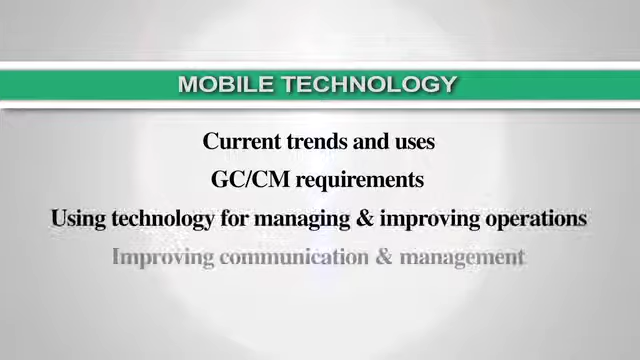 MOBILE TECHNOLOGY
Current trends and uses
GC/CM requirements
Using technology for managing & improving operations
Improving communication & management